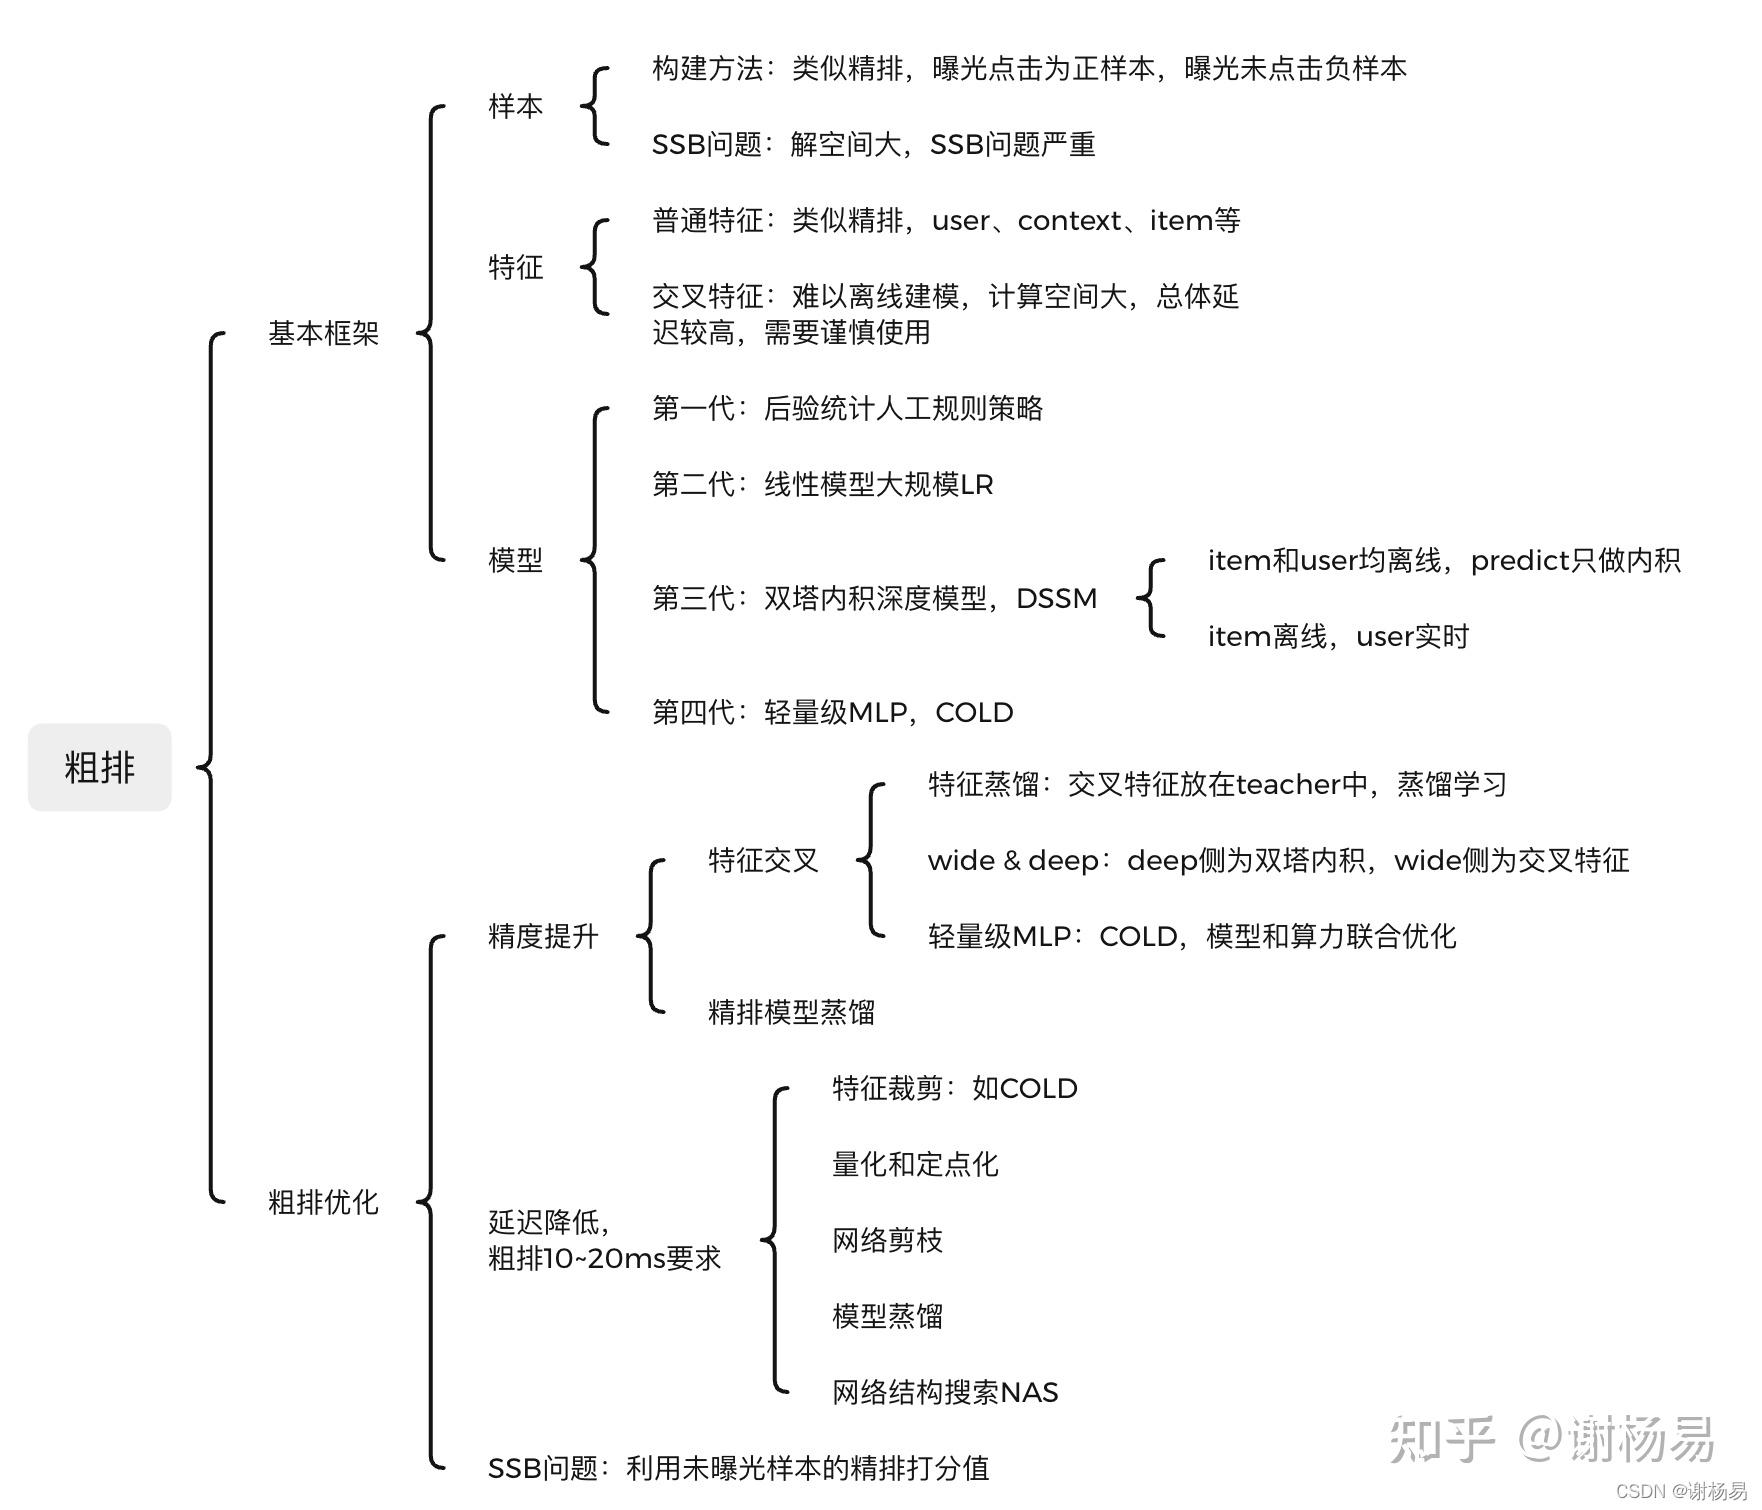 构建方法：类似精排，曝光点击为正样本，曝光未点击负样本
样本
SSB问题：解空间大，SSB问题严重
普通特征：类似精排，user、context、item等
特征
交叉特征：难以离线建模，计算空间大，总体延
迟较高，需要谨慎使用
基本框架
第一代：后验统计人工规则策略
第二代：线性模型大规模LR
模型
item和user均离线，predict只做内积
第三代：双塔内积深度模型，DSSM
item离线，user实时
第四代：轻量级MLP，COLD
粗排
特征蒸馏：交叉特征放在teacher中，蒸馏学习
特征交叉
wide & deep：deep侧为双塔内积，wide侧为交叉特征
精度提升
轻量级MLP：COLD，模型和算力联合优化
精排模型蒸馏
特征裁剪：如COLD
量化和定点化
粗排优化
延迟降低，
粗排10~20ms要求
网络剪枝
模型蒸馏
网络结构搜索NAS
SSB问题：利用未曝光样本的精排打分值
知乎 @谢杨易
CSDN @谢杨易